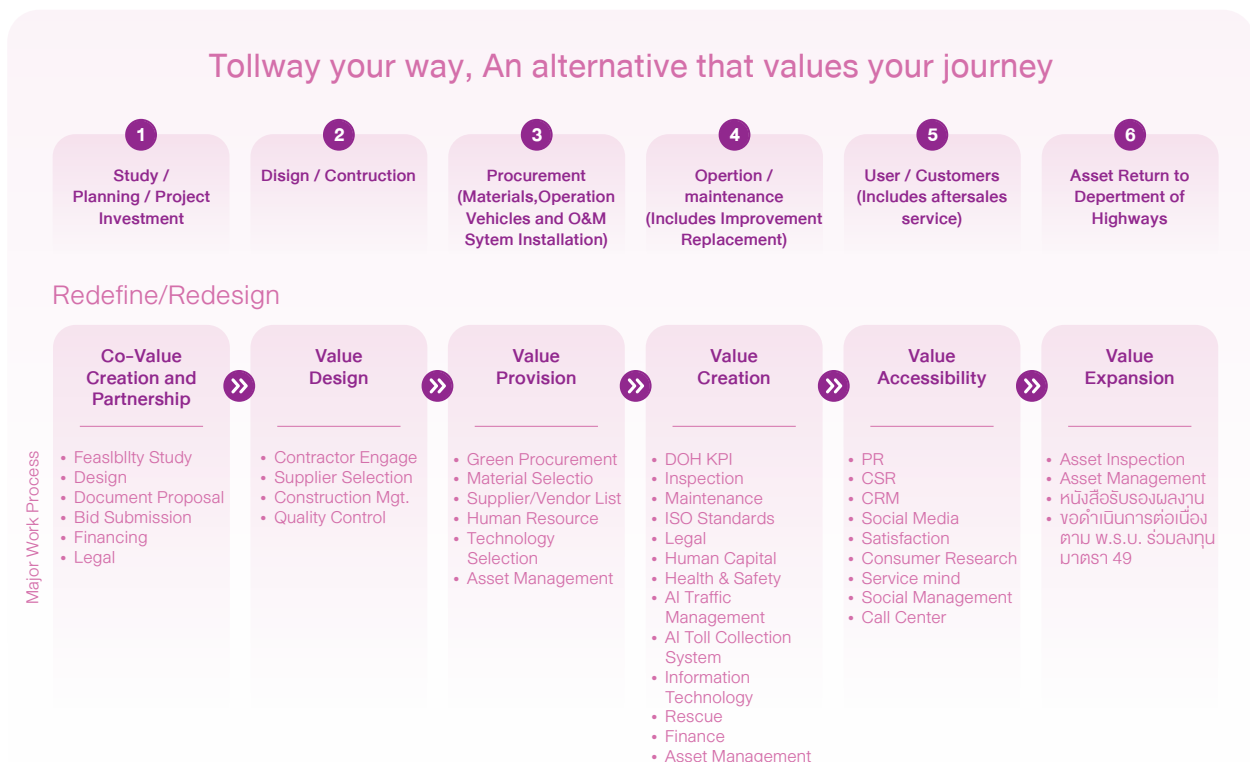 Tollway your way, An alternative that values your journey
1
Study /
Planning / Project
Investment
2
Disign / Contruction
3
Procurement
(Materials,Operation
Vehicles and O&M
Sytem Installation)
4
Opertion /
maintenance
(Includes Improvement
Replacement)
5
User / Customers
(Includes aftersales
service)
6
Asset Return to
Depertment of
Highways
Redefine/Redesign
Major Work Process
Co-Value
Creation and
Partnership
• Feaslbllty Study
• Design
• Document Proposal
• Bid Submission
• Financing
• Legal
Value
Design
• Contractor Engage
• Supplier Selection
• Construction Mgt.
• Quality Control
Value
Provision
• Green Procurement
• Material Selectio
• Supplier/Vendor List
• Human Resource
• Technology
Selection
• Asset Management
Value
Creation
• DOH KPI
• Inspection
• Maintenance
• ISO Standards
• Legal
• Human Capital
• Health & Safety
• AI Traffic
Management
• AI Toll Collection
System
• Information
Technology
• Rescue
• Finance
• Asset Management
Value
Accessibility
• PR
• CSR
• CRM
• Social Media
• Satisfaction
• Consumer Research
• Service mind
• Social Management
• Call Center
Value
Expansion
• Asset Inspection
• Asset Management
• หนังสือรับรองผลงาน
• ขอดำเนินการต่อเนื่อง
ตาม พ.ร.บ. ร่วมลงทุน
มาตรา 49